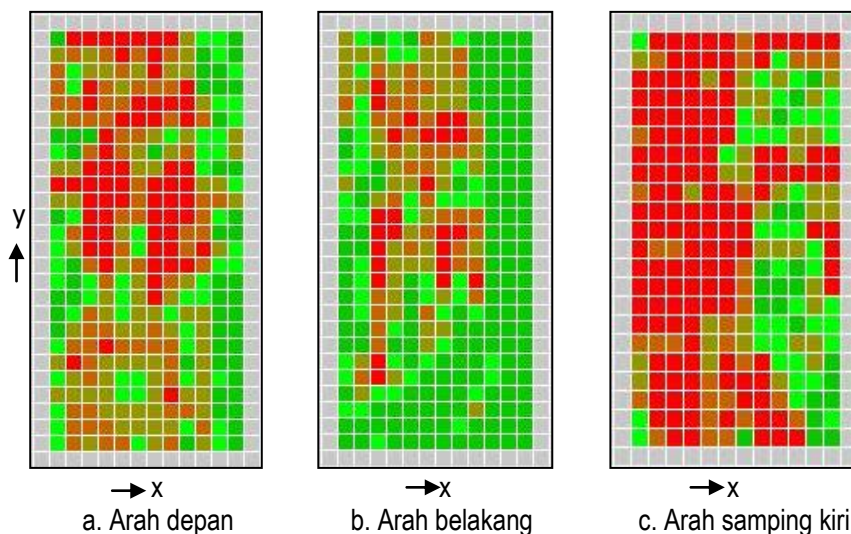 y
x
x
x
a. Arah depan
b. Arah belakang
c. Arah samping kiri